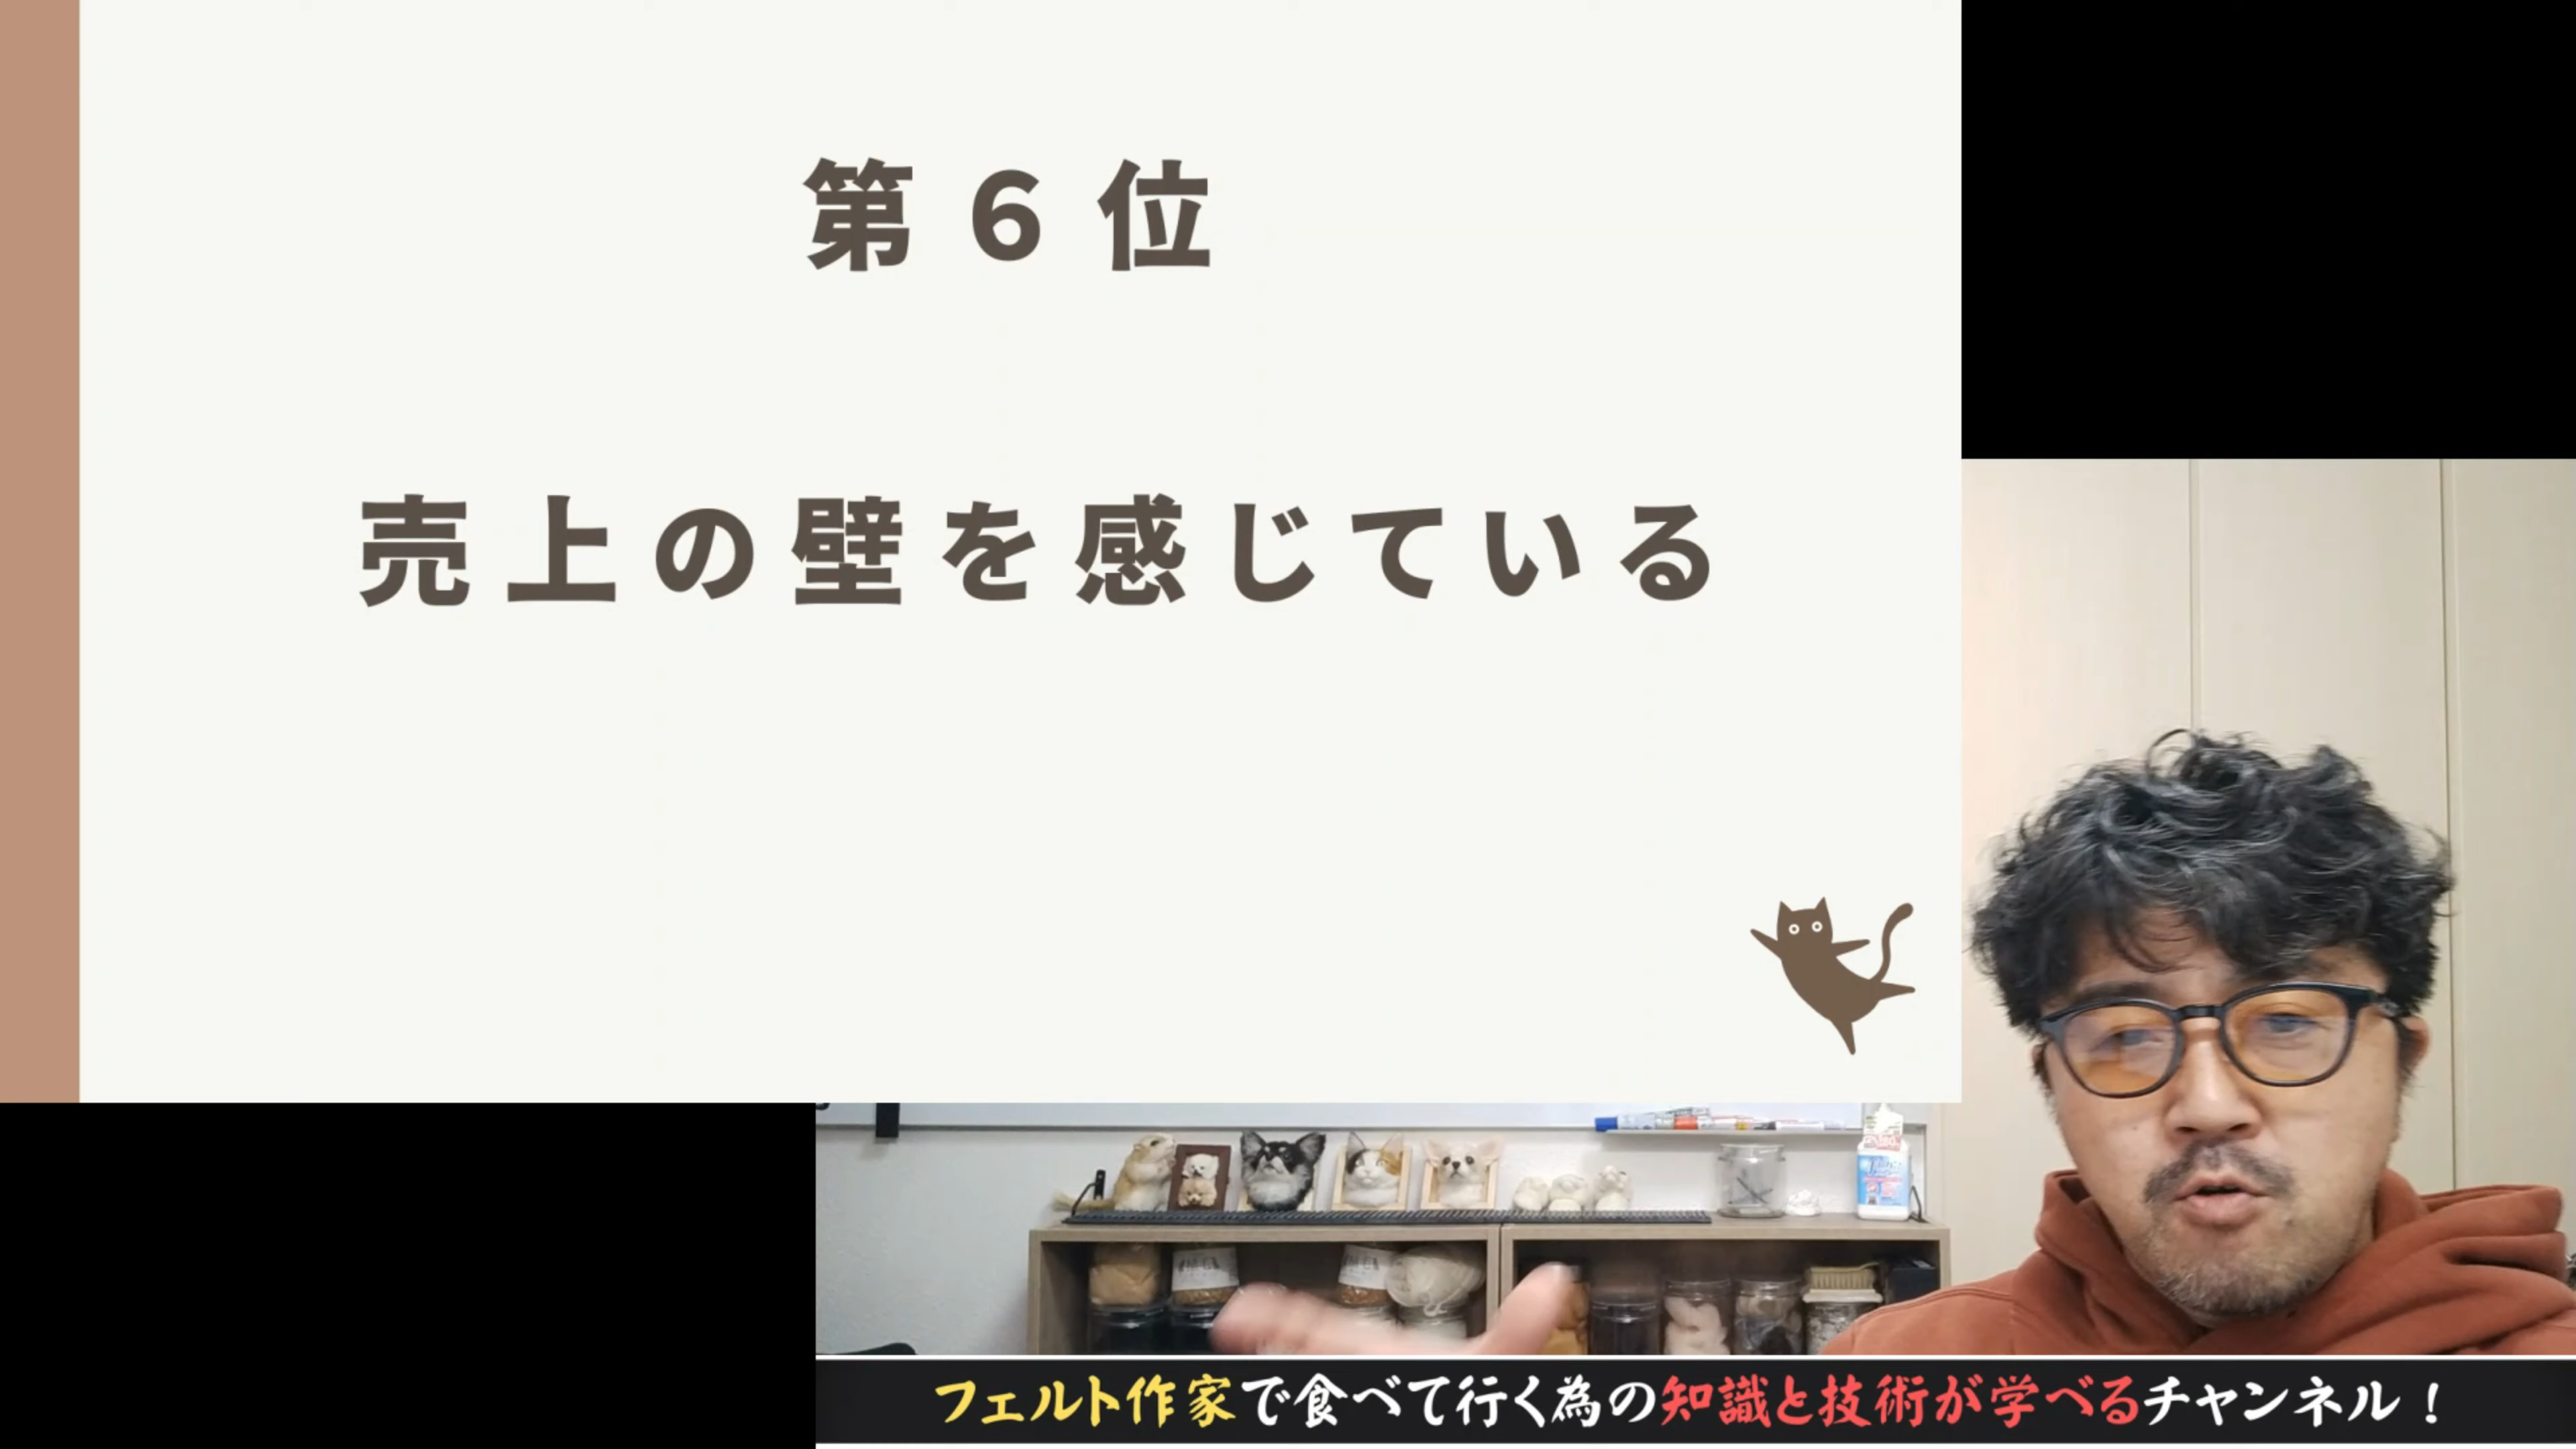 第6位
売上の壁を感じている
フェルト作家で食べて行く為の知識と技術が学べるチャンネル！